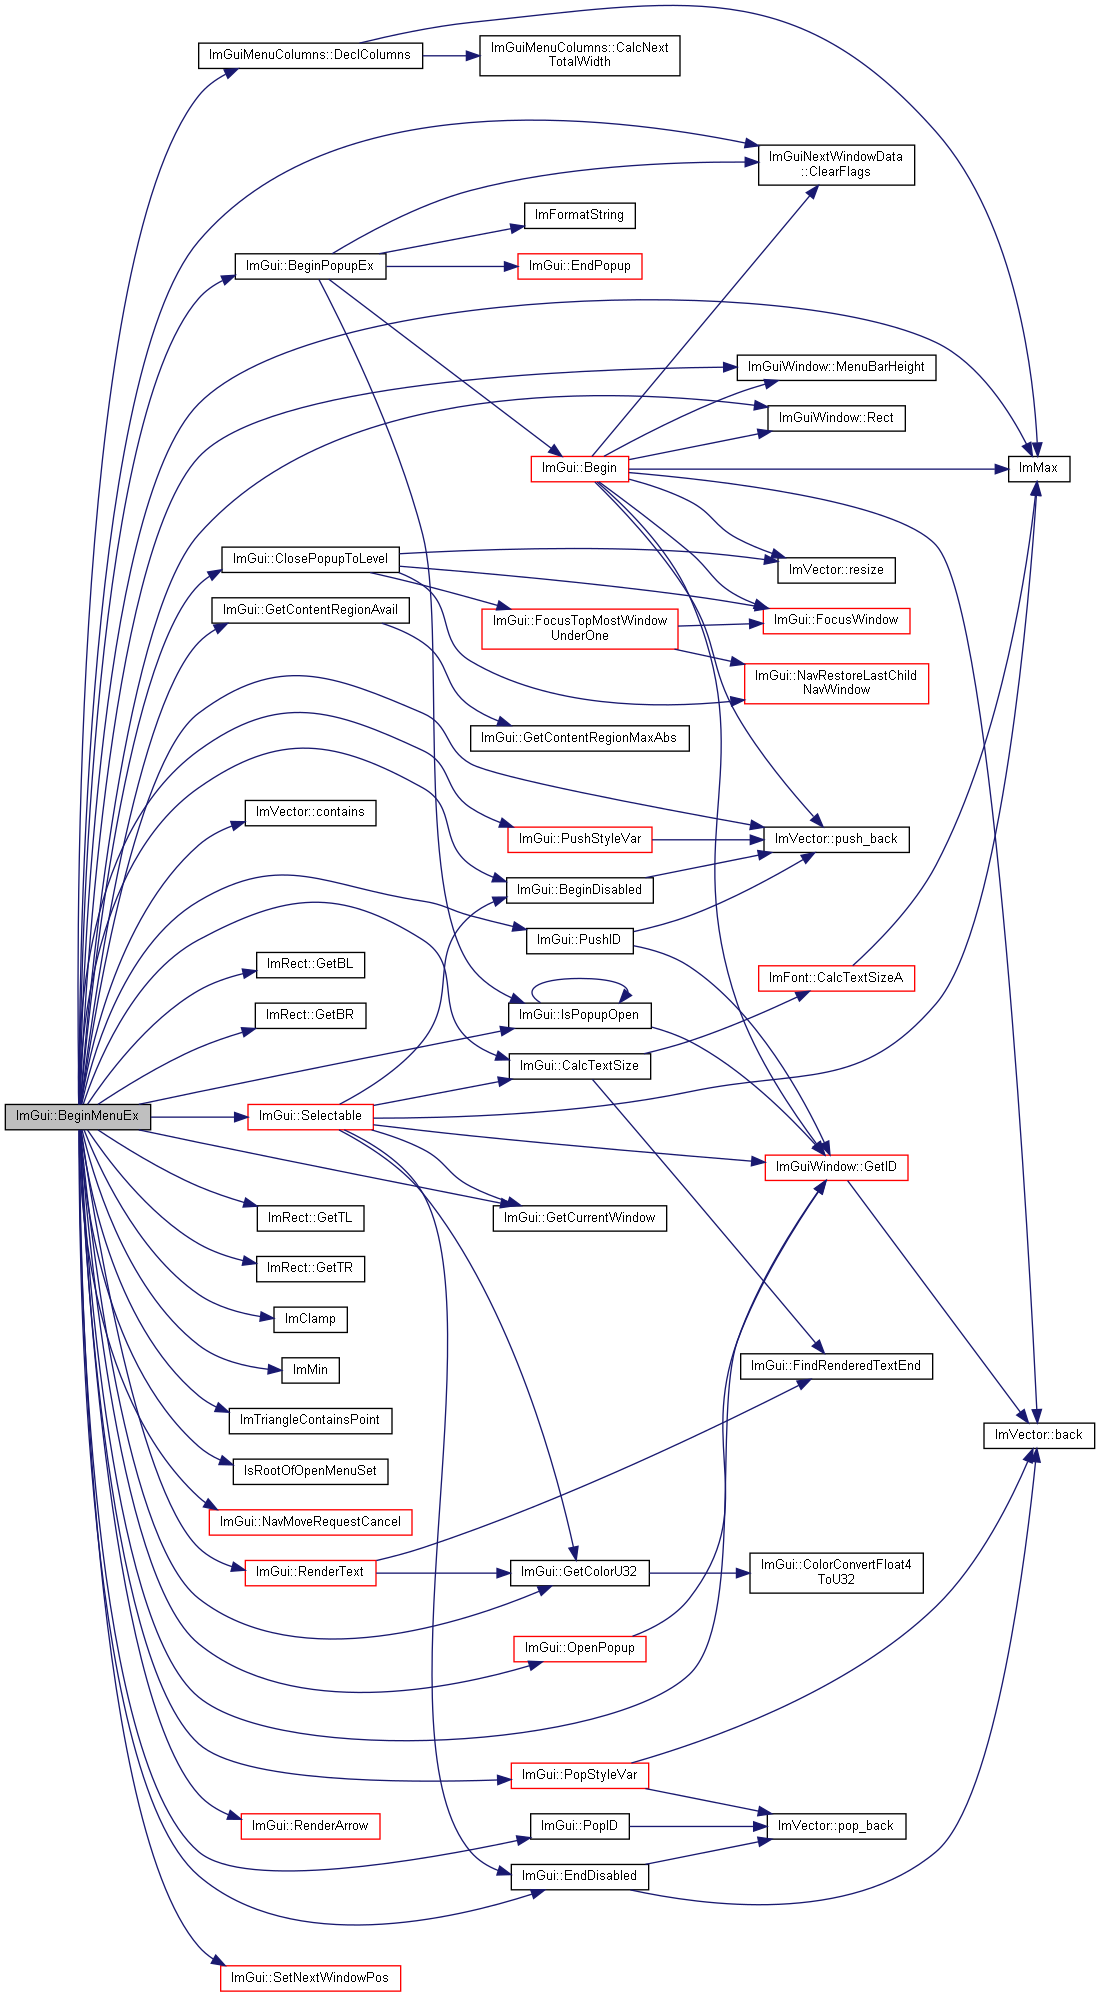 ImGuiMenuColumns::DeclColumns
ImGuiMenuColumns::CalcNext
TotalWidth
ImGuiNextWindowData
::ClearFlags
ImFormatString
ImGui::BeginPopupEx
ImGui::EndPopup
ImGuiWindow::MenuBarHeight
ImGuiWindow::Rect
ImGui::Begin
ImMax
ImGui::ClosePopupToLevel
ImVector::resize
ImGui::GetContentRegionAvail
ImGui::FocusTopMostWindow
UnderOne
ImGui::FocusWindow
ImGui::NavRestoreLastChild
NavWindow
ImGui::GetContentRegionMaxAbs
ImVector::contains
ImGui::PushStyleVar
ImVector::push_back
ImGui::BeginDisabled
ImGui::PushID
ImRect::GetBL
ImFont::CalcTextSizeA
ImRect::GetBR
ImGui::IsPopupOpen
ImGui::CalcTextSize
ImGui::BeginMenuEx
ImGui::Selectable
ImGuiWindow::GetID
ImRect::GetTL
ImGui::GetCurrentWindow
ImRect::GetTR
ImClamp
ImMin
ImGui::FindRenderedTextEnd
ImTriangleContainsPoint
ImVector::back
IsRootOfOpenMenuSet
ImGui::NavMoveRequestCancel
ImGui::RenderText
ImGui::GetColorU32
ImGui::ColorConvertFloat4
ToU32
ImGui::OpenPopup
ImGui::PopStyleVar
ImGui::RenderArrow
ImGui::PopID
ImVector::pop_back
ImGui::EndDisabled
ImGui::SetNextWindowPos